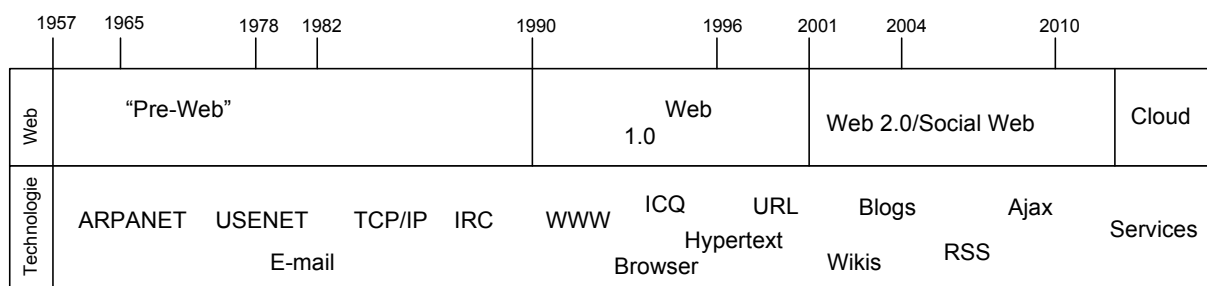 1957 1965 1978 1982 1990 1996 2001 2004 2010
Web
“Pre-Web”
Web
1.0
Web 2.0/Social Web
Cloud
Technologie
ARPANET USENET TCP/IP IRC WWW ICQ URL Blogs Ajax
E-mail Browser Hypertext Wikis RSS Services